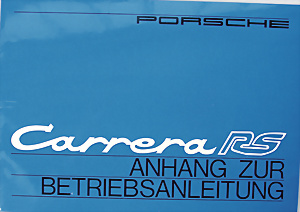 PORSCHE
Carrera RS
ANHANG ZUR
BETRIEBSANLEITUNG